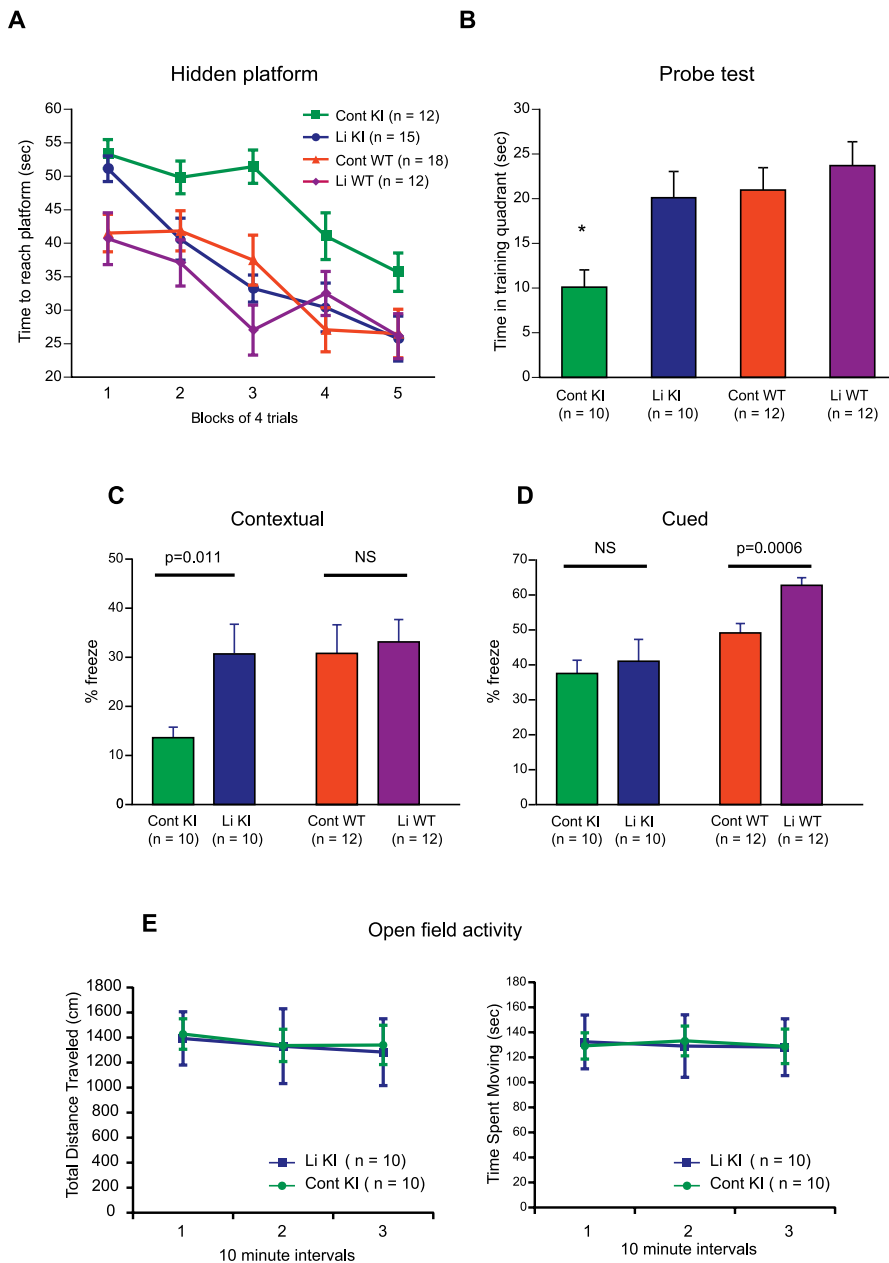 A
Hidden platform
Time to reach platform (sec)
60
55
50
45
40
35
30
25
20
Cont KI (n = 12)
Li KI (n = 15)
Cont WT (n = 18)
Li WT (n = 12)
1 2 3 4 5
Blocks of 4 trials
B
Probe test
Time in training quadrant (sec)
30
25
20
15
10
5
0
*
Cont KI Li KI Cont WT Li WT
(n = 10) (n = 10) (n = 12) (n = 12)
C
Contextual
% freeze
50
40
30
20
10
0
p=0.011 NS
Cont KI Li KI Cont WT Li WT
(n = 10) (n = 10) (n = 12) (n = 12)
D
Cued
% freeze
70
60
50
40
30
20
10
0
NS p=0.0006
Cont KI Li KI Cont WT Li WT
(n = 10) (n = 10) (n = 12) (n = 12)
E
Open field activity
Total Distance Traveled (cm)
1800
1600
1400
1200
1000
800
600
400
200
0
Li KI ( n = 10)
Cont KI ( n = 10)
1 2 3
10 minute intervals
Time Spent Moving (sec)
180
160
140
120
100
80
60
40
20
0
Li KI ( n = 10)
Cont KI ( n = 10)
1 2 3
10 minute intervals